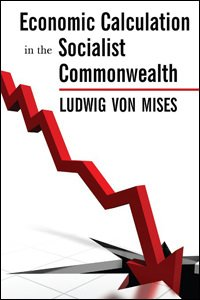 Economic Calculation
in the Socialist
Commonwealth
LUDWIG VON MISES